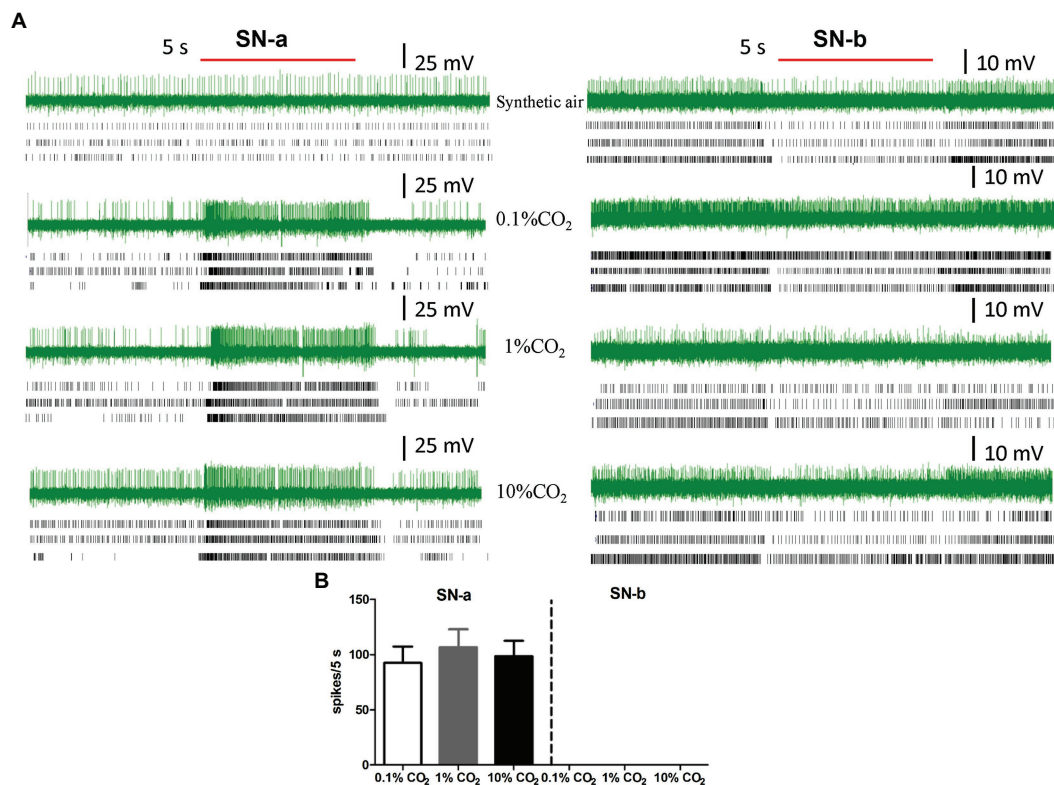 A
5 s SN-a 25 mV
5 s SN-b 10 mV
Synthetic air
25 mV
10 mV
0.1%CO₂
25 mV
10 mV
1%CO₂
25 mV
10 mV
10%CO₂
B
SN-a SN-b
150
100
50
0
spikes/5 s
0.1% CO₂ 1% CO₂ 10% CO₂ 0.1% CO₂ 1% CO₂ 10% CO₂